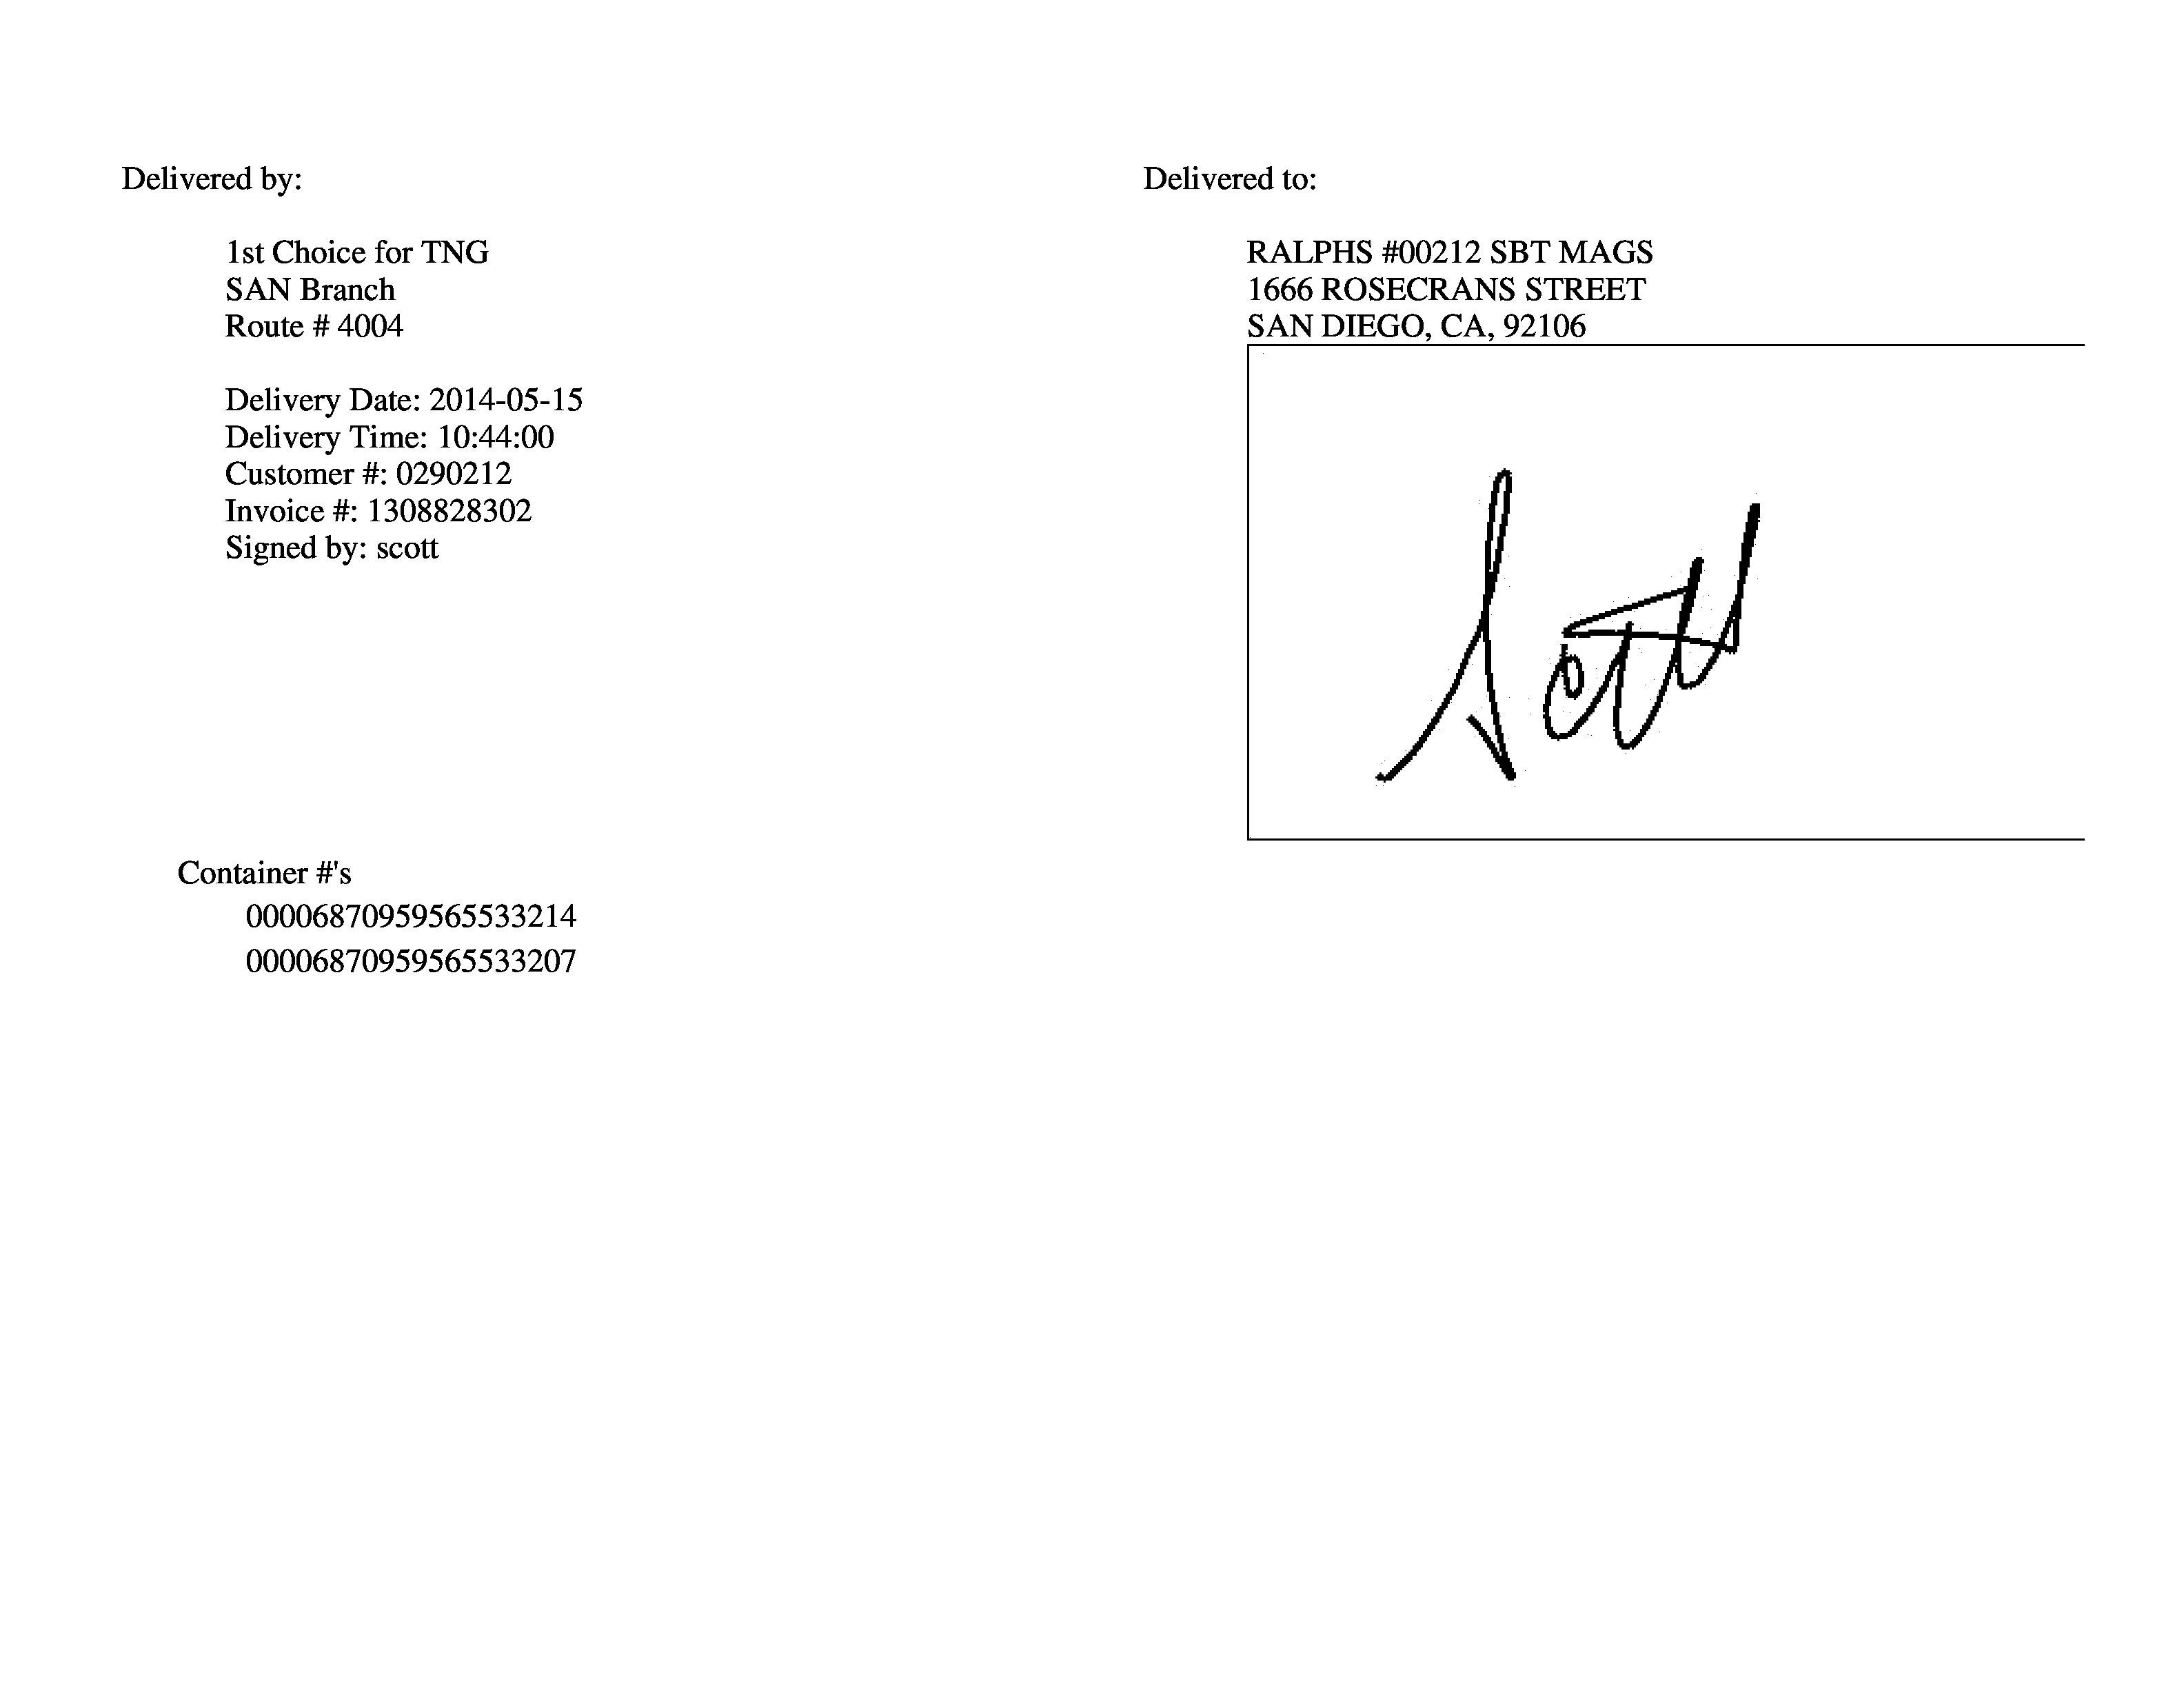 Delivered by:
1st Choice for TNG
SAN Branch
Route # 4004
Delivery Date: 2014-05-15
Delivery Time: 10:44:00
Customer #: 0290212
Invoice #: 1308828302
Signed by: scott
Delivered to:
RALPHS #00212 SBT MAGS
1666 ROSECRANS STREET
SAN DIEGO, CA, 92106
Scott
Container #'s
00006870959565533214
00006870959565533207